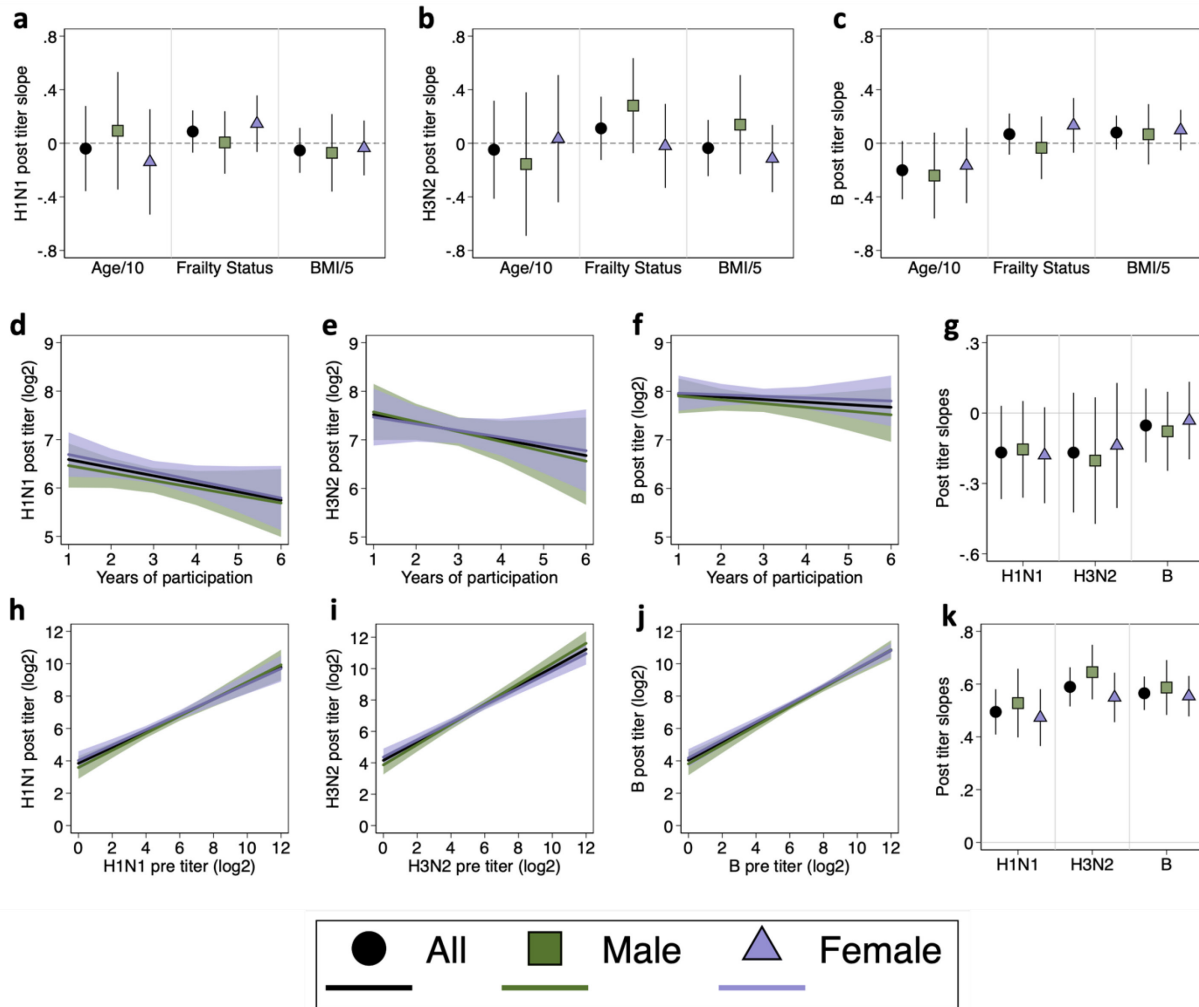 a
H1N1 post titer slope
.8
.4
0
-.4
-.8
Age/10 Frailty Status BMI/5
b
H3N2 post titer slope
.8
.4
0
-.4
-.8
Age/10 Frailty Status BMI/5
c
B post titer slope
.8
.4
0
-.4
-.8
Age/10 Frailty Status BMI/5
d
H1N1 post titer (log2)
9
8
7
6
5
1 2 3 4 5 6
Years of participation
e
H3N2 post titer (log2)
9
8
7
6
5
1 2 3 4 5 6
Years of participation
f
B post titer (log2)
9
8
7
6
5
1 2 3 4 5 6
Years of participation
g
Post titer slopes
.3
0
-.3
-.6
H1N1 H3N2 B
h
H1N1 post titer (log2)
12
10
8
6
4
2
0
0 2 4 6 8 10 12
H1N1 pre titer (log2)
i
H3N2 post titer (log2)
12
10
8
6
4
2
0
0 2 4 6 8 10 12
H3N2 pre titer (log2)
j
B post titer (log2)
12
10
8
6
4
2
0
0 2 4 6 8 10 12
B pre titer (log2)
k
Post titer slopes
.8
.6
.4
.2
0
H1N1 H3N2 B
All Male Female